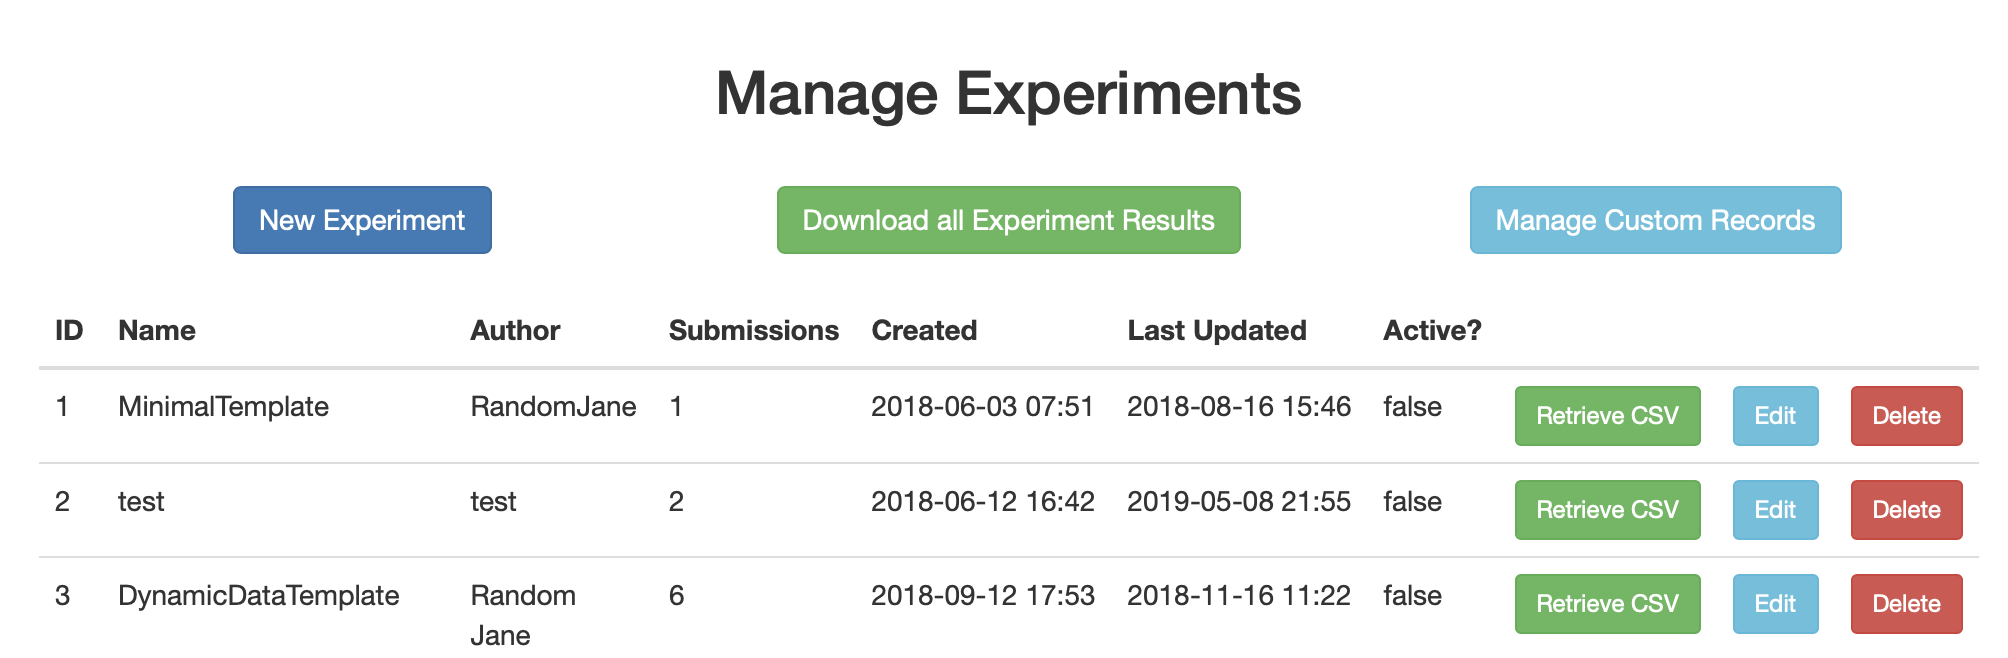 Manage Experiments
New Experiment Download all Experiment Results Manage Custom Records
ID Name Author Submissions Created Last Updated Active?
1 MinimalTemplate RandomJane 1 2018-06-03 07:51 2018-08-16 15:46 false Retrieve CSV Edit Delete
2 test test 2 2018-06-12 16:42 2019-05-08 21:55 false Retrieve CSV Edit Delete
3 DynamicDataTemplate Random 6 2018-09-12 17:53 2018-11-16 11:22 false Retrieve CSV Edit Delete
Jane